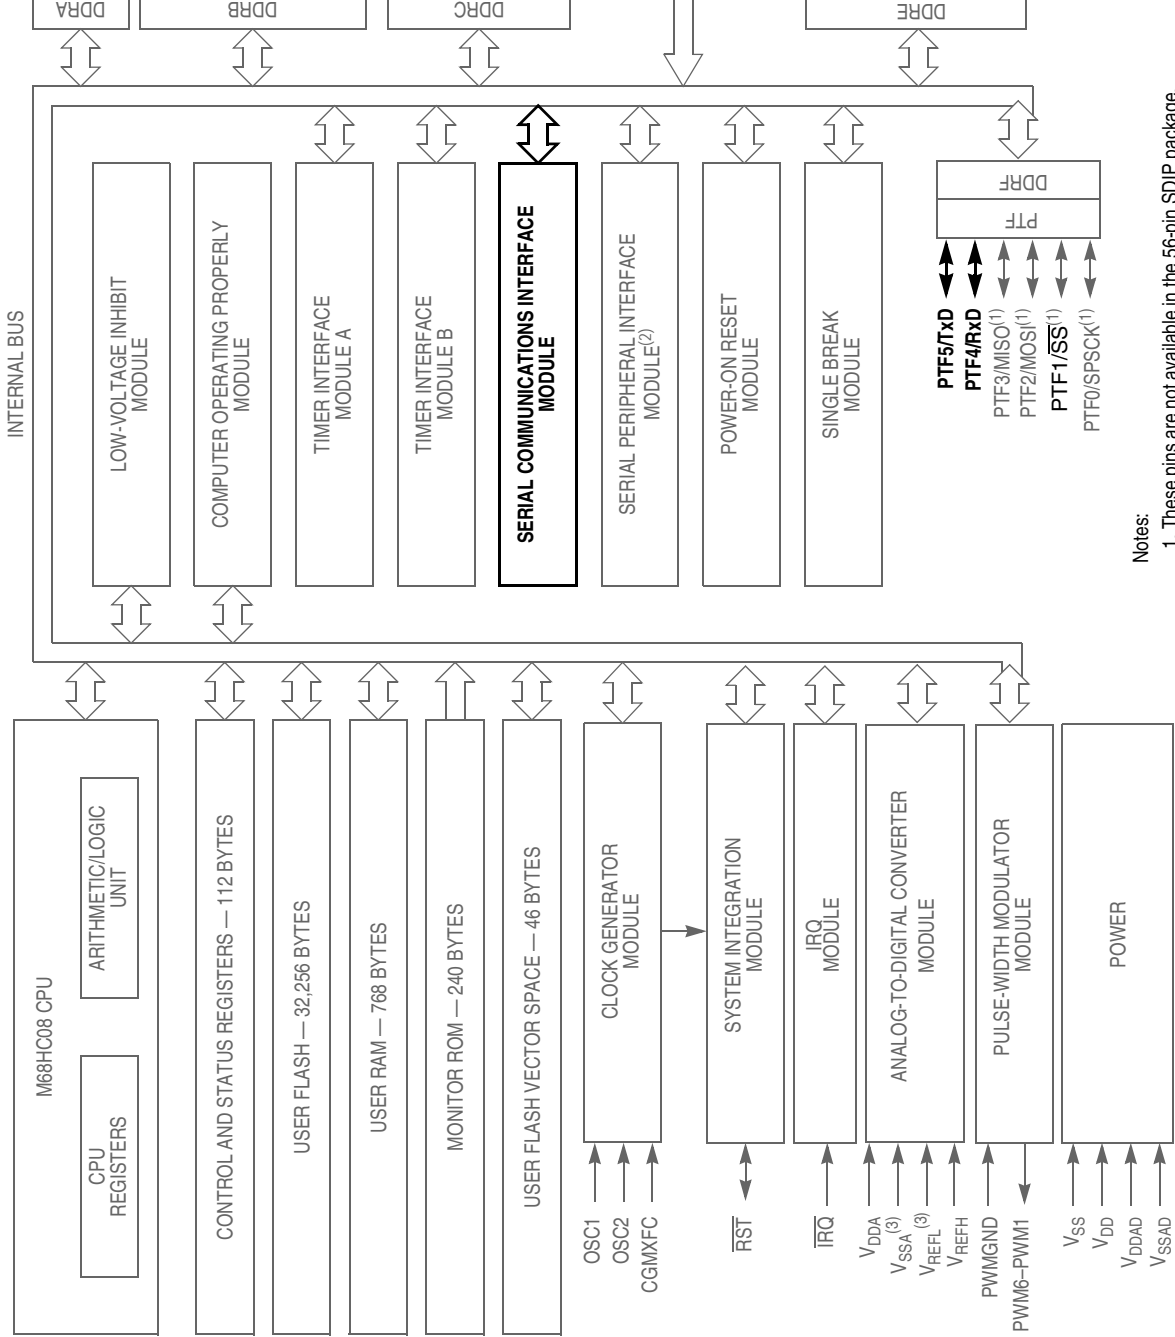 M68HC08 CPU
CPU
REGISTERS
ARITHMETIC/LOGIC
UNIT
CONTROL AND STATUS REGISTERS — 112 BYTES
USER FLASH — 32,256 BYTES
USER RAM — 768 BYTES
MONITOR ROM — 240 BYTES
USER FLASH VECTOR SPACE — 46 BYTES
OSC1
OSC2
CGMXFC
CLOCK GENERATOR
MODULE
RST
SYSTEM INTEGRATION
MODULE
IRQ
IRQ
MODULE
VDDA
VSSA(3)
VREFL(3)
VREFH
ANALOG-TO-DIGITAL CONVERTER
MODULE
PWMGND
PWM6–PWM1
PULSE-WIDTH MODULATOR
MODULE
VSS
VDD
VDDAD
VSSAD
POWER
INTERNAL BUS
LOW-VOLTAGE INHIBIT
MODULE
COMPUTER OPERATING PROPERLY
MODULE
TIMER INTERFACE
MODULE A
TIMER INTERFACE
MODULE B
SERIAL COMMUNICATIONS INTERFACE
MODULE
SERIAL PERIPHERAL INTERFACE
MODULE(2)
POWER-ON RESET
MODULE
SINGLE BREAK
MODULE
DDRA
DDRB
DDRC
DDRE
PTF5/TxD
PTF4/RxD
PTF3/MISO(1)
PTF2/MOSI(1)
PTF1/SS(1)
PTF0/SPSCK(1)
PTF
DDRF
Notes:
1. These pins are not available in the 56-pin SDIP package